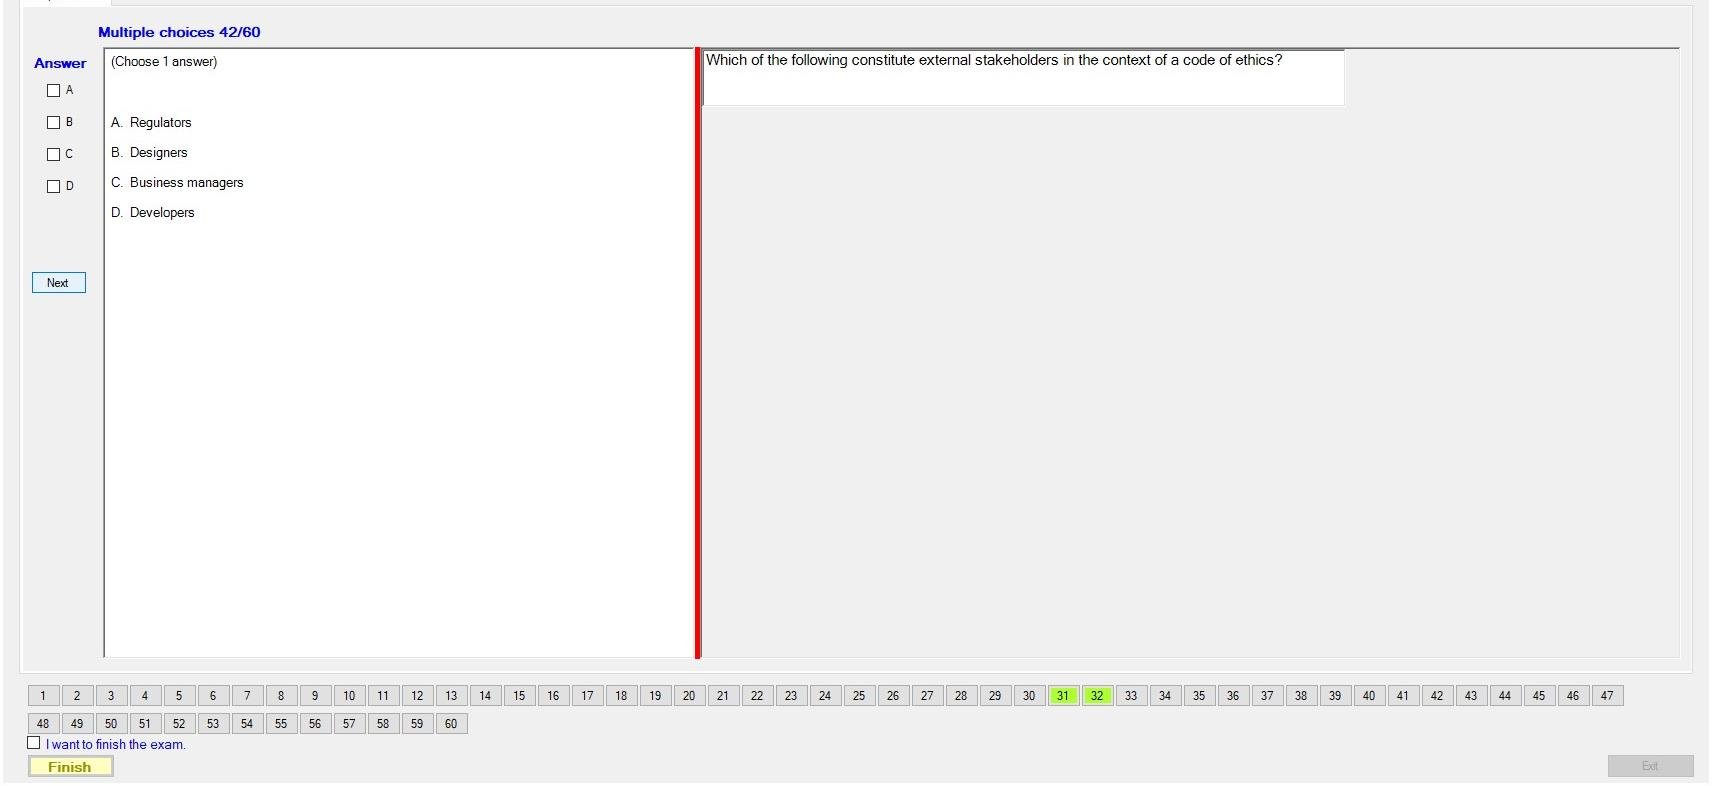 Multiple choices 42/60
Answer
A
B
C
D
Next
(Choose 1 answer)
A. Regulators
B. Designers
C. Business managers
D. Developers
Which of the following constitute external stakeholders in the context of a code of ethics?
1 2 3 4 5 6 7 8 9 10 11 12 13 14 15 16 17 18 19 20 21 22 23 24 25 26 27 28 29 30 31 32 33 34 35 36 37 38 39 40 41 42 43 44 45 46 47
48 49 50 51 52 53 54 55 56 57 58 59 60
I want to finish the exam.
Finish
Exit